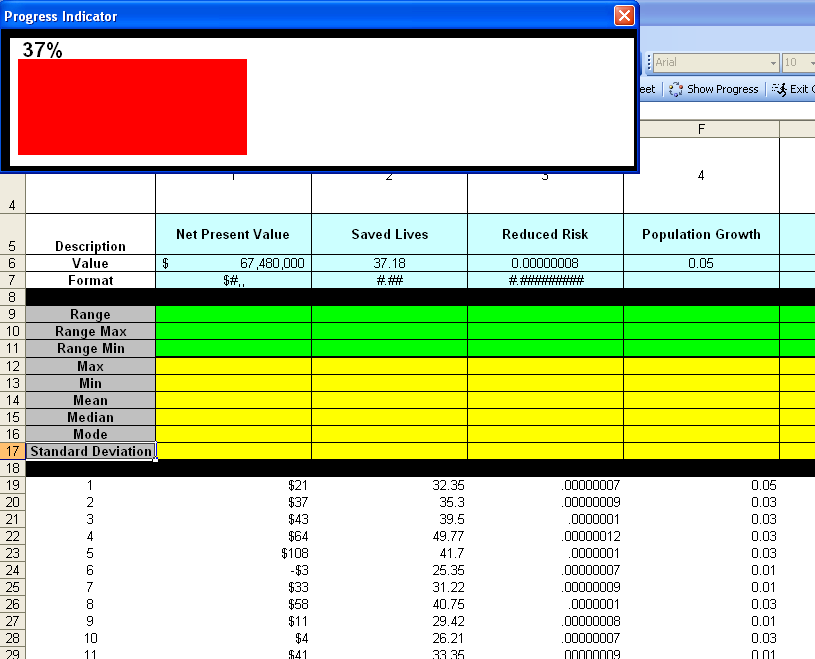 Progress Indicator
37%
Arial 10
eet Show Progress Exit
F
1 2 3 4
4
5 Description Net Present Value Saved Lives Reduced Risk Population Growth
6 Value $ 67,480,000 37.18 0.00000008 0.05
7 Format $#,, #.## #.##########
8
9 Range
10 Range Max
11 Range Min
12 Max
13 Min
14 Mean
15 Median
16 Mode
17 Standard Deviation
18
19 1 $21 32.35 .00000007 0.05
20 2 $37 35.3 .00000009 0.03
21 3 $43 39.5 .0000001 0.03
22 4 $64 49.77 .00000012 0.03
23 5 $108 41.7 .0000001 0.03
24 6 -$3 25.35 .00000007 0.01
25 7 $33 31.22 .00000009 0.01
26 8 $58 40.75 .0000001 0.03
27 9 $11 29.42 .00000008 0.01
28 10 $4 26.21 .00000007 0.03
29 11 $41 33.35 .00000009 0.01